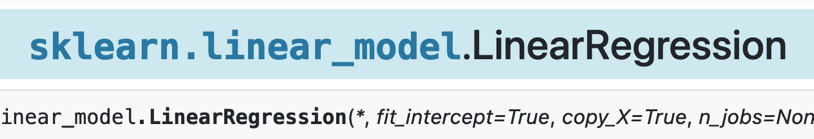 sklearn.linear_model.LinearRegression
inear_model.LinearRegression(*, fit_intercept=True, copy_X=True, n_jobs=Non